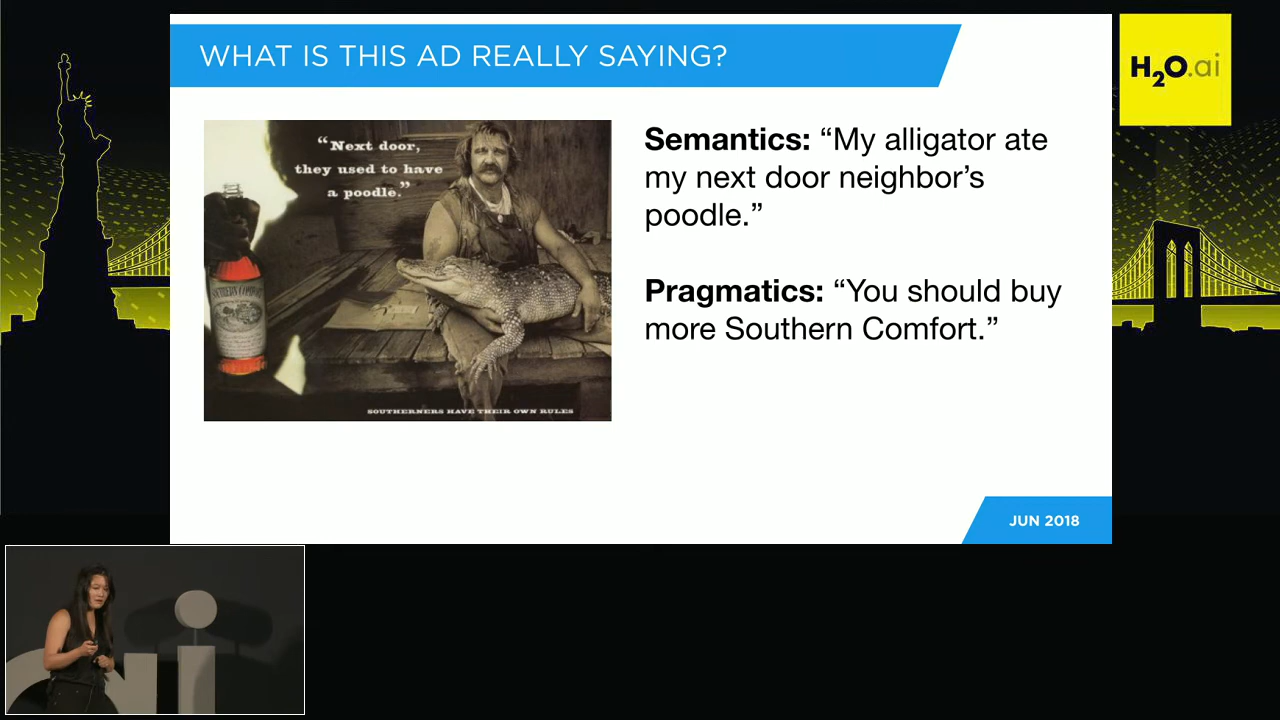 WHAT IS THIS AD REALLY SAYING?
H2O.ai
“Next door,
they used to have
a poodle.”
SOUTHERN COMFORT
SOUTHERNERS HAVE THEIR OWN RULES
Semantics: “My alligator ate
my next door neighbor’s
poodle.”
Pragmatics: “You should buy
more Southern Comfort.”
JUN 2018